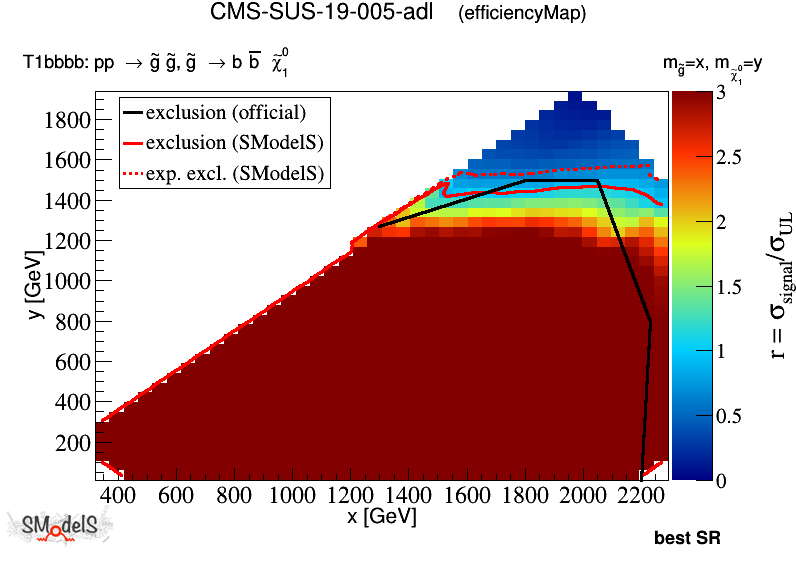 CMS-SUS-19-005-adl (efficiencyMap)
T1bbbb: pp → g̃ g̃, g̃ → b b̅ χ̃₁⁰
m_g̃=x, m_χ̃₁⁰=y
exclusion (official)
exclusion (SModelS)
exp. excl. (SModelS)
1800
1600
1400
1200
1000
800
600
400
200
y [GeV]
400 600 800 1000 1200 1400 1600 1800 2000 2200
x [GeV]
3
2.5
2
1.5
1
0.5
0
r = σ_signal/σ_UL
SModelS
best SR